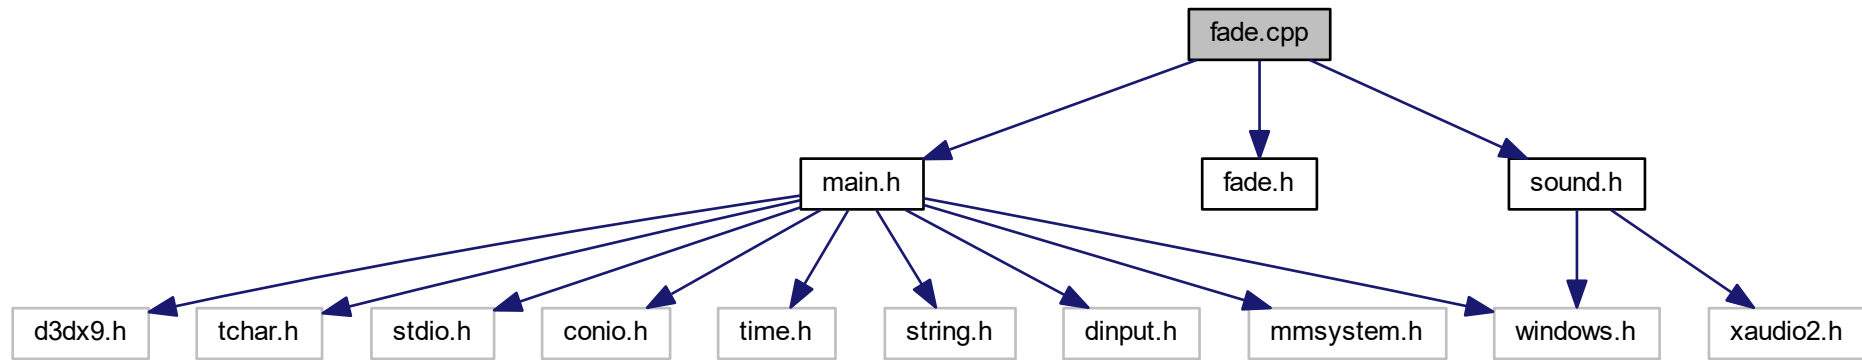 fade.cpp
main.h
fade.h
sound.h
d3dx9.h
tchar.h
stdio.h
conio.h
time.h
string.h
dinput.h
mmsystem.h
windows.h
xaudio2.h